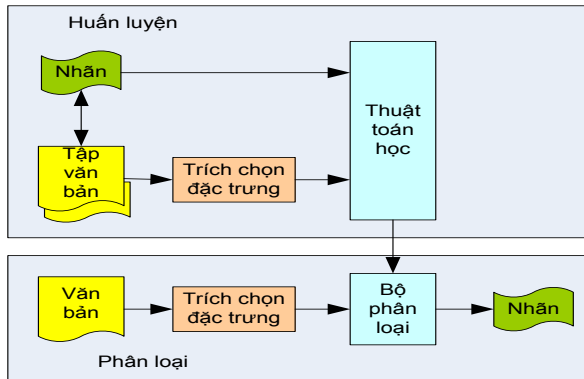 Huấn luyện
Nhãn
Thuật
toán
học
Tập
văn
bản
Trích chọn
đặc trưng
Văn
bản
Trích chọn
đặc trưng
Bộ
phân
loại
Nhãn
Phân loại